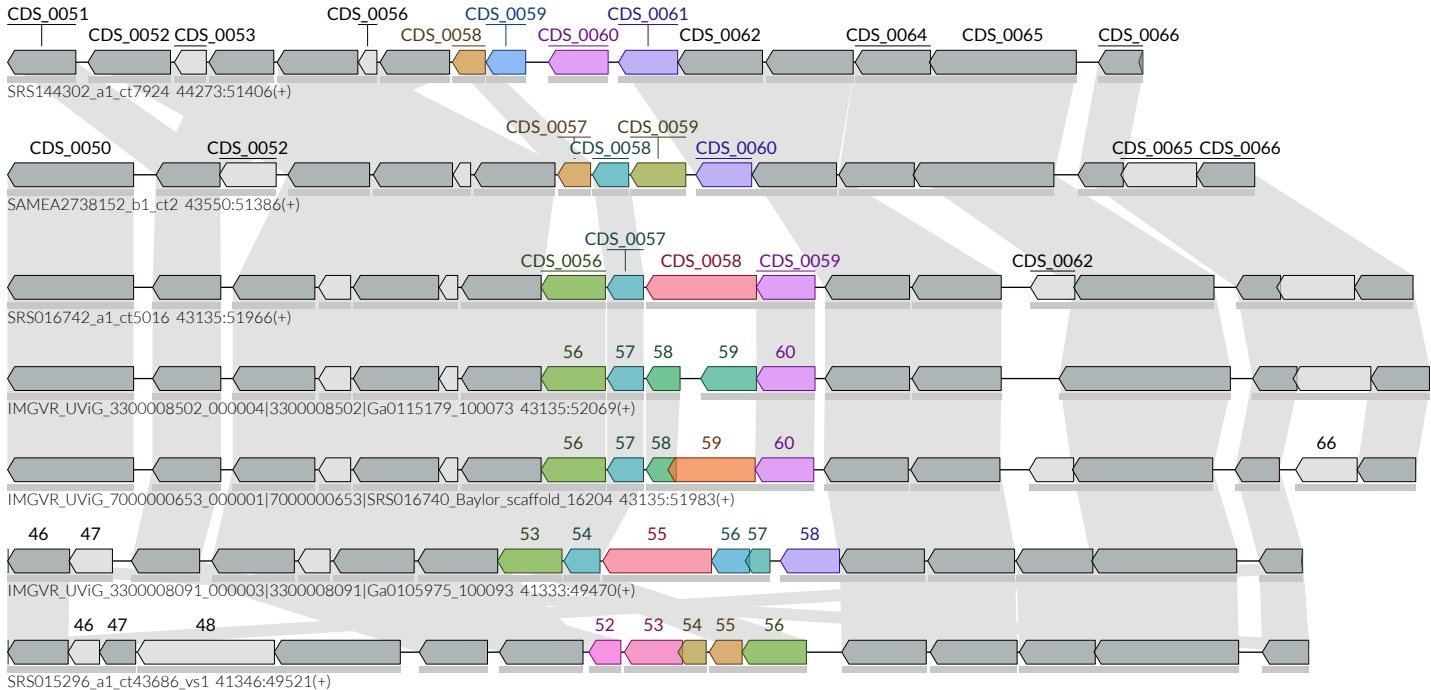 CDS_0051 CDS_0056 CDS_0059 CDS_0061
CDS_0052 CDS_0053 CDS_0058 CDS_0060 CDS_0062 CDS_0064 CDS_0065 CDS_0066
SRS144302_a1_ct7924 44273:51406(+)
CDS_0057 CDS_0059
CDS_0050 CDS_0052 CDS_0058 CDS_0060 CDS_0065 CDS_0066
SAMEA2738152_b1_ct2 43550:51386(+)
CDS_0057
CDS_0056 CDS_0058 CDS_0059 CDS_0062
SRS016742_a1_ct5016 43135:51966(+)
56 57 58 59 60
IMGVR_UViG_3300008502_000004|3300008502|Ga0115179_100073 43135:52069(+)
56 57 58 59 60 66
IMGVR_UViG_7000000653_000001|7000000653|SRS016740_Baylor_scaffold_16204 43135:51983(+)
46 47 53 54 55 56 57 58
IMGVR_UViG_3300008091_000003|3300008091|Ga0105975_100093 41333:49470(+)
46 47 48 52 53 54 55 56
SRS015296_a1_ct43686_vs1 41346:49521(+)